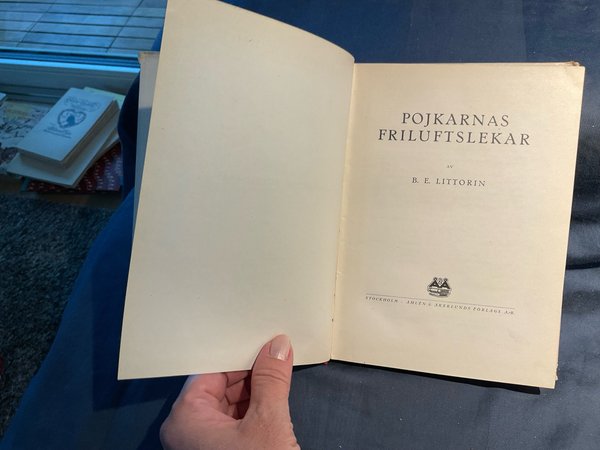 POJKARNAS
FRILUFTSLEKAR
AV
B. E. LITTORIN
STOCKHOLM · ÅHLÉN & ÅKERLUNDS FÖRLAGS A.-B.